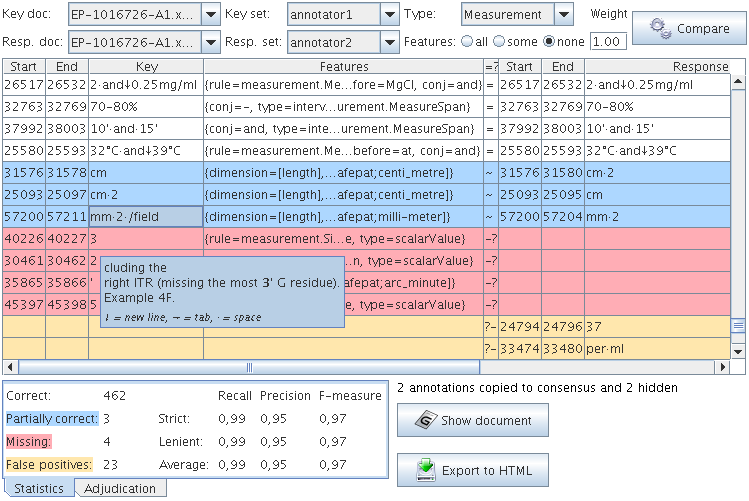 Key doc: EP-1016726-A1.x... Key set: annotator1 Type: Measurement Weight
Resp. doc: EP-1016726-A1.x... Resp. set: annotator2 Features: all some none 1.00 Compare
Start End Key Features =? Start End Response
26517 26532 2·and↓0.25mg/ml {rule=measurement.Me...fore=MgCl, conj=and} = 26517 26532 2·and↓0.25mg/ml
32763 32769 70-80% {conj=-, type=interv...urement.MeasureSpan} = 32763 32769 70-80%
37992 38003 10'·and·15' {conj=and, type=inte...urement.MeasureSpan} = 37992 38003 10'·and·15'
25580 25593 32°C·and↓39°C {rule=measurement.Me...before=at, conj=and} = 25580 25593 32°C·and↓39°C
31576 31578 cm {dimension=[length],...afepat;centi_metre]} ~ 31576 31580 cm·2
25093 25097 cm·2 {dimension=[length],...afepat;centi_metre]} ~ 25093 25095 cm
57200 57211 mm·2·/field {dimension=[length],...afepat;milli-meter]} ~ 57200 57204 mm·2
40226 40227 3 {rule=measurement.Si...e, type=scalarValue} -?
30461 30462 2 ...n, type=scalarValue} -?
35865 35866 ' afepat;arc_minute]} -?
45397 45398 5 e, type=scalarValue} -?
cluding the
right ITR (missing the most 3' G residue).
Example 4F.
↓ = new line, → = tab, · = space
?- 24794 24796 37
?- 33474 33480 per·ml
Correct: 462 Recall Precision F-measure
Partially correct: 3 Strict: 0,99 0,95 0,97
Missing: 4 Lenient: 0,99 0,95 0,97
False positives: 23 Average: 0,99 0,95 0,97
Statistics Adjudication
2 annotations copied to consensus and 2 hidden
Show document
Export to HTML